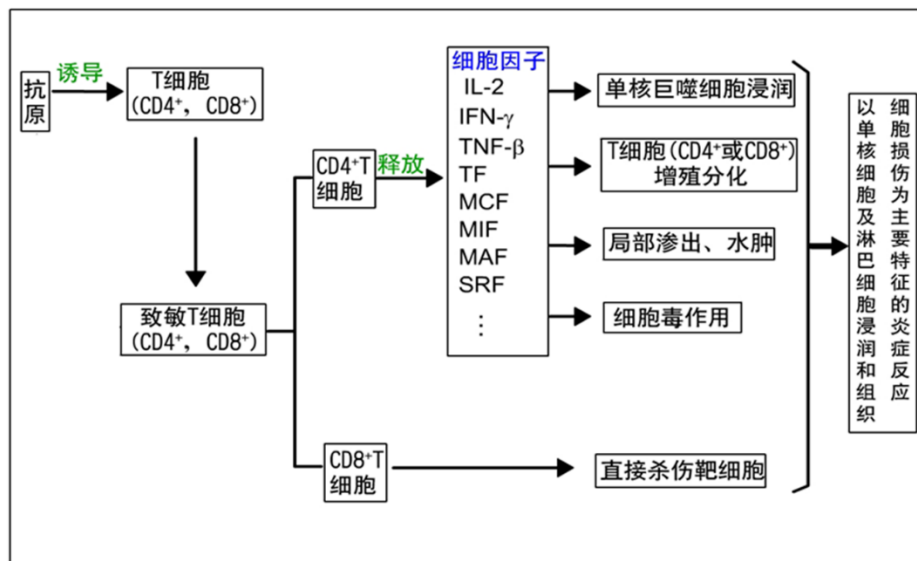 抗原
诱导
T细胞
(CD4⁺, CD8⁺)
致敏T细胞
(CD4⁺, CD8⁺)
CD4⁺T
细胞
释放
CD8⁺T
细胞
细胞因子
IL-2
IFN-γ
TNF-β
TF
MCF
MIF
MAF
SRF
⋮
单核巨噬细胞浸润
T细胞(CD4⁺或CD8⁺)
增殖分化
局部渗出、水肿
细胞毒作用
直接杀伤靶细胞
以单核细胞及淋巴细胞浸润和组织
细胞损伤为主要特征的炎症反应